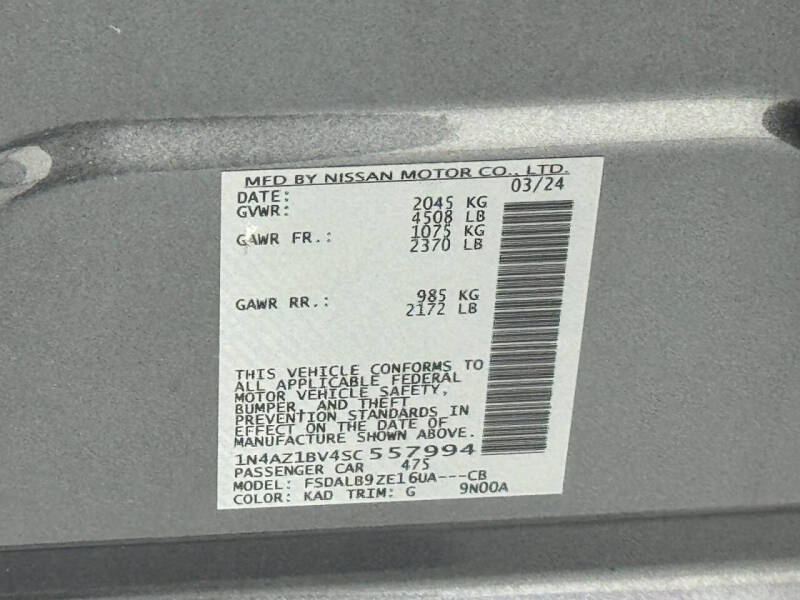 MFD BY NISSAN MOTOR CO., LTD.
DATE: 03/24
GVWR: 2045 KG
4508 LB
GAWR FR.: 1075 KG
2370 LB
GAWR RR.: 985 KG
2172 LB
THIS VEHICLE CONFORMS TO
ALL APPLICABLE FEDERAL
MOTOR VEHICLE SAFETY,
BUMPER, AND THEFT
PREVENTION STANDARDS IN
EFFECT ON THE DATE OF
MANUFACTURE SHOWN ABOVE.
1N4AZ1BV4SC 557994
PASSENGER CAR 475
MODEL: FSDALB9ZE16UA---CB
COLOR: KAD TRIM: G 9N00A